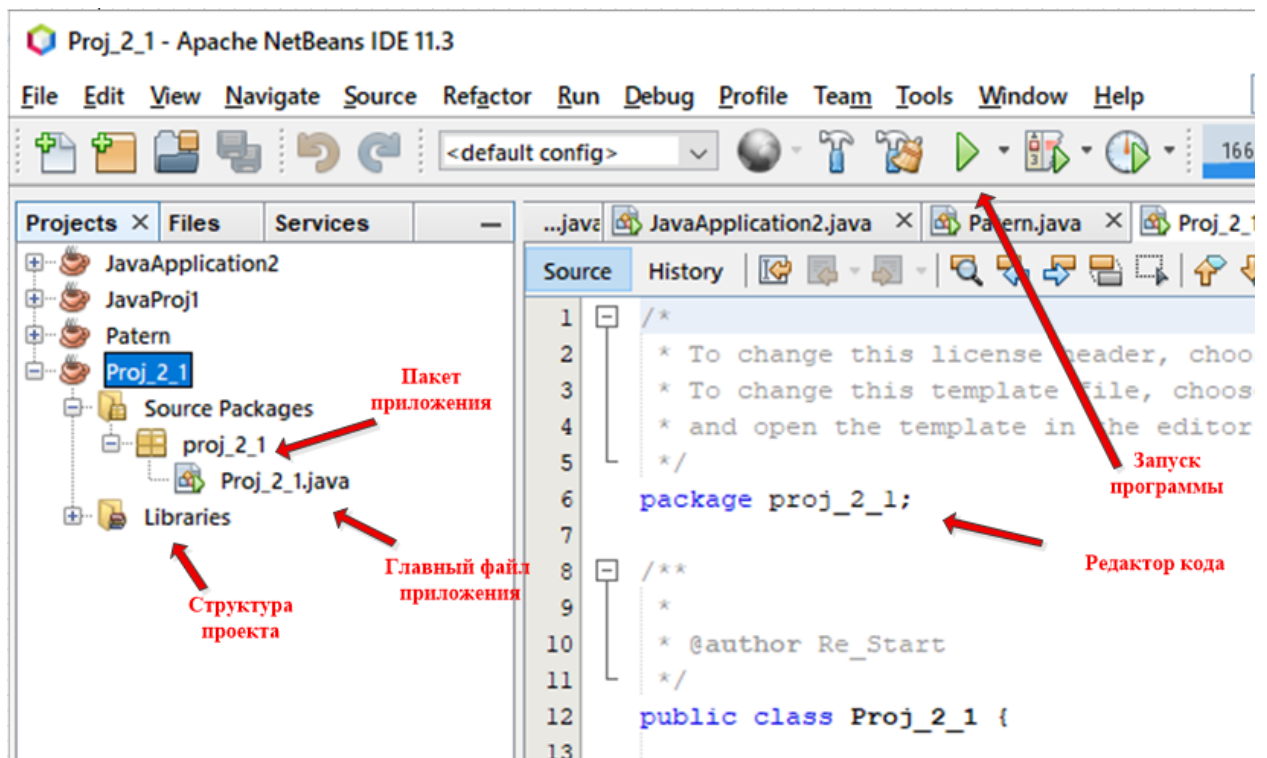 Proj_2_1 - Apache NetBeans IDE 11.3
File Edit View Navigate Source Refactor Run Debug Profile Team Tools Window Help
<default config> 166
Projects Files Services
...java JavaApplication2.java Patern.java Proj_2_1
Source History
JavaApplication2
JavaProj1
Patern
Proj_2_1
Source Packages
proj_2_1
Proj_2_1.java
Libraries
Пакет
приложения
Главный файл
приложения
Структура
проекта
1 /*
2 * To change this license header, choo
3 * To change this template file, choos
4 * and open the template in the editor
5 */
6 package proj_2_1;
7
8 /**
9 *
10 * @author Re_Start
11 */
12 public class Proj_2_1 {
13
Запуск
программы
Редактор кода